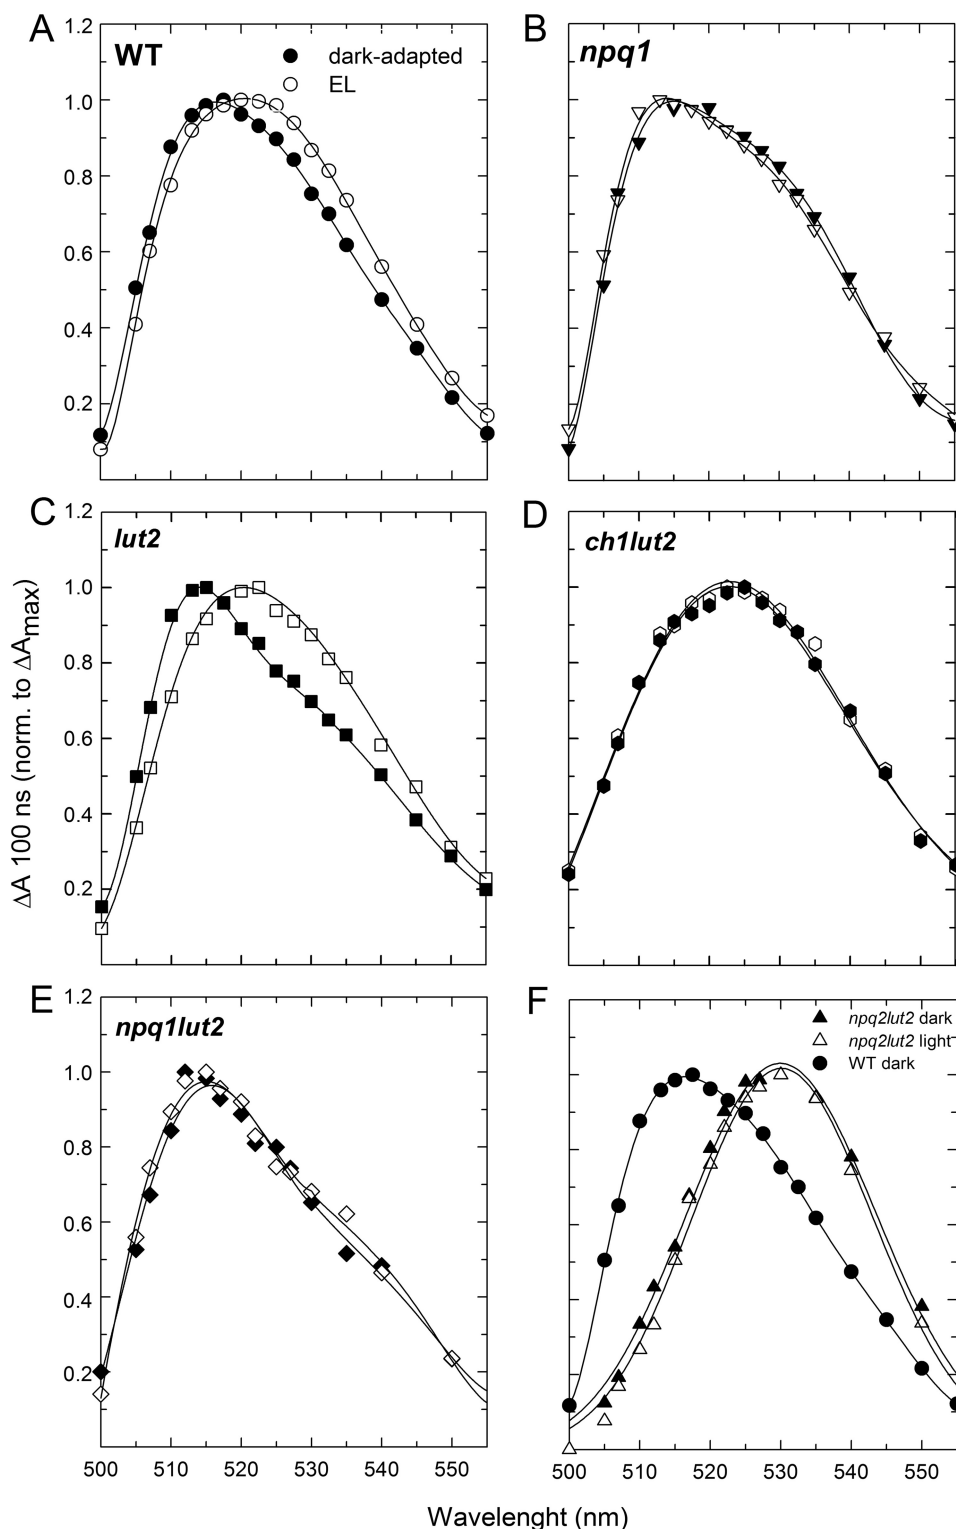 A
WT
dark-adapted
EL
B
npq1
1.2
1.0
0.8
0.6
0.4
0.2
C
lut2
D
ch1lut2
1.2
1.0
0.8
0.6
0.4
0.2
ΔA 100 ns (norm. to ΔAmax)
E
npq1lut2
F
npq2lut2 dark
npq2lut2 light
WT dark
1.2
1.0
0.8
0.6
0.4
0.2
500 510 520 530 540 550
500 510 520 530 540 550
Wavelenght (nm)